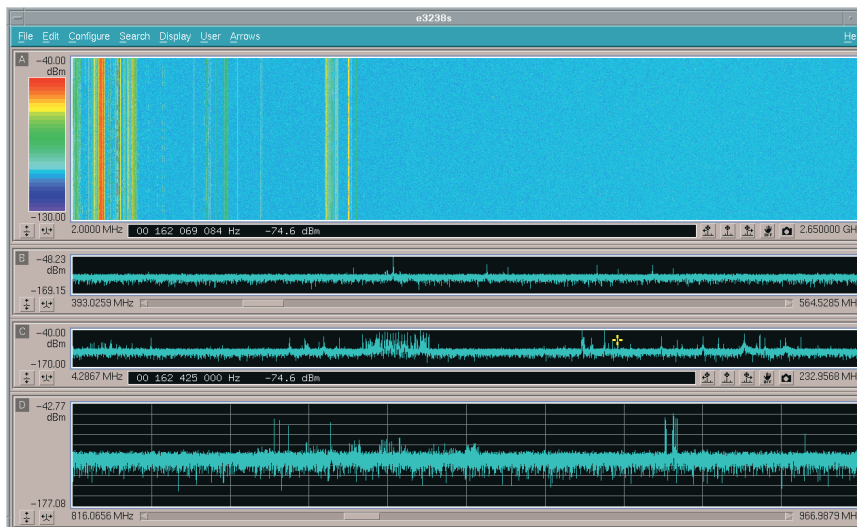 e3238s
File Edit Configure Search Display User Arrows He
A
−40.00
dBm
−130.00
2.0000 MHz 00 162 069 084 Hz −74.6 dBm 2.650000 GH
B
−48.23
dBm
−169.15
393.0259 MHz 564.5285 MH
C
−40.00
dBm
−170.00
4.2867 MHz 00 162 425 000 Hz −74.6 dBm 232.9568 MH
D
−42.77
dBm
−177.08
816.0656 MHz 966.9879 MH